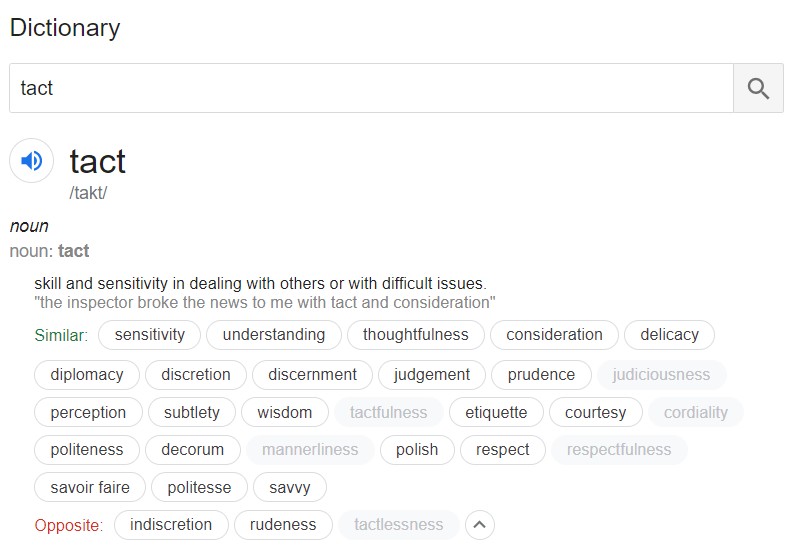 Dictionary
tact
tact
/takt/
noun
noun: tact
skill and sensitivity in dealing with others or with difficult issues.
"the inspector broke the news to me with tact and consideration"
Similar: sensitivity understanding thoughtfulness consideration delicacy
diplomacy discretion discernment judgement prudence judiciousness
perception subtlety wisdom tactfulness etiquette courtesy cordiality
politeness decorum mannerliness polish respect respectfulness
savoir faire politesse savvy
Opposite: indiscretion rudeness tactlessness